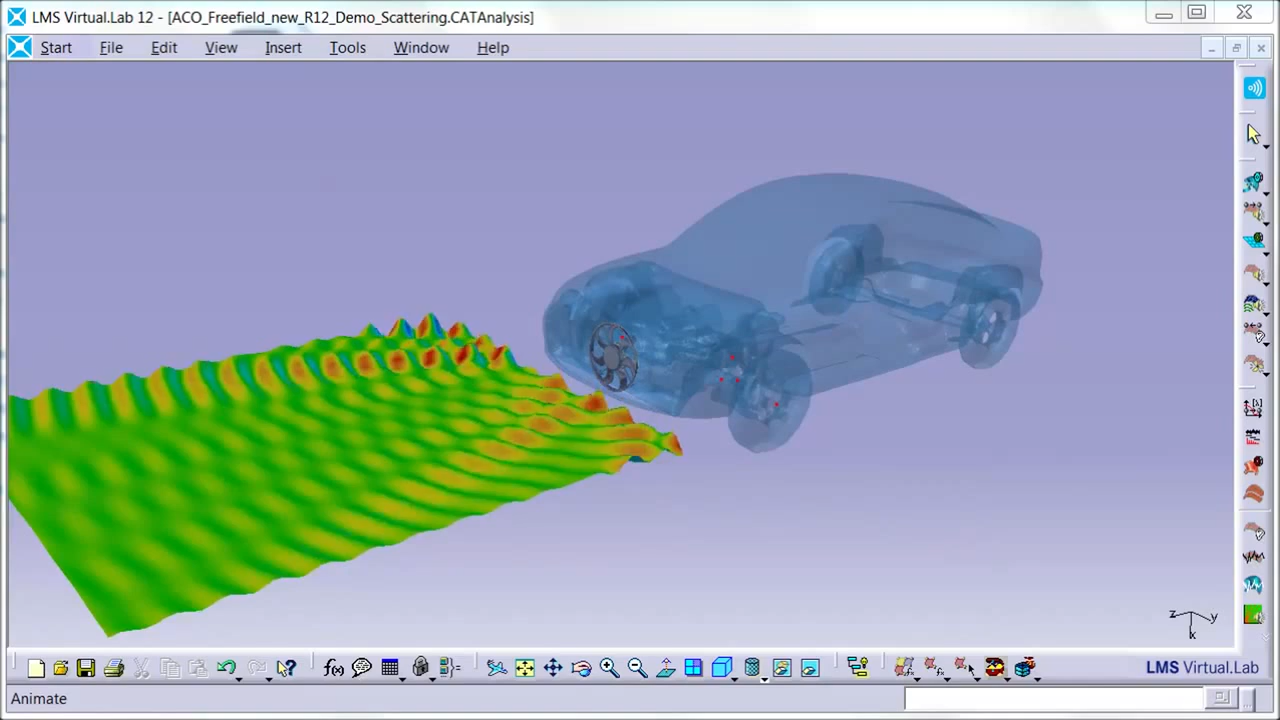 LMS Virtual.Lab 12 - [ACO_Freefield_new_R12_Demo_Scattering.CATAnalysis]
Start File Edit View Insert Tools Window Help
z y
x
f(x)
LMS Virtual.Lab
Animate